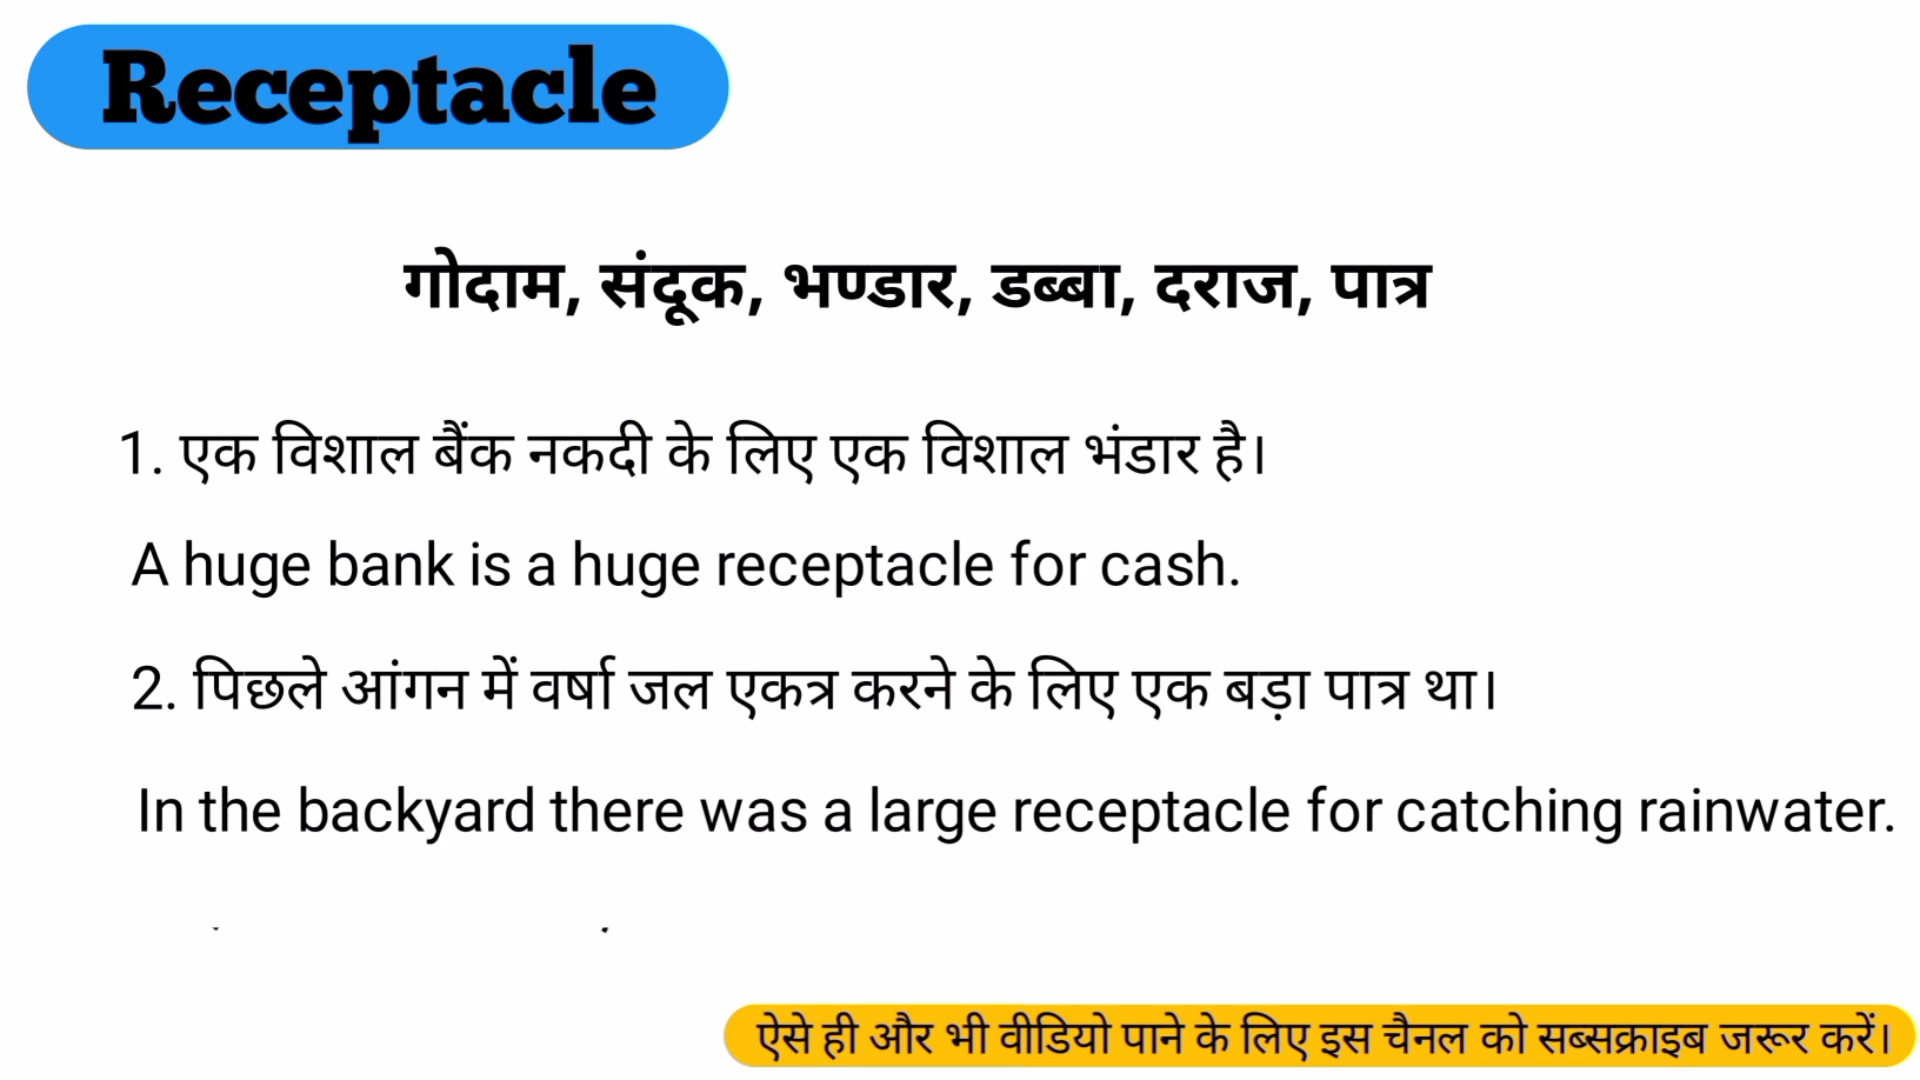 Receptacle
गोदाम, संदूक, भण्डार, डब्बा, दराज, पात्र
1. एक विशाल बैंक नकदी के लिए एक विशाल भंडार है।
A huge bank is a huge receptacle for cash.
2. पिछले आंगन में वर्षा जल एकत्र करने के लिए एक बड़ा पात्र था।
In the backyard there was a large receptacle for catching rainwater.
ऐसे ही और भी वीडियो पाने के लिए इस चैनल को सब्सक्राइब जरूर करें।